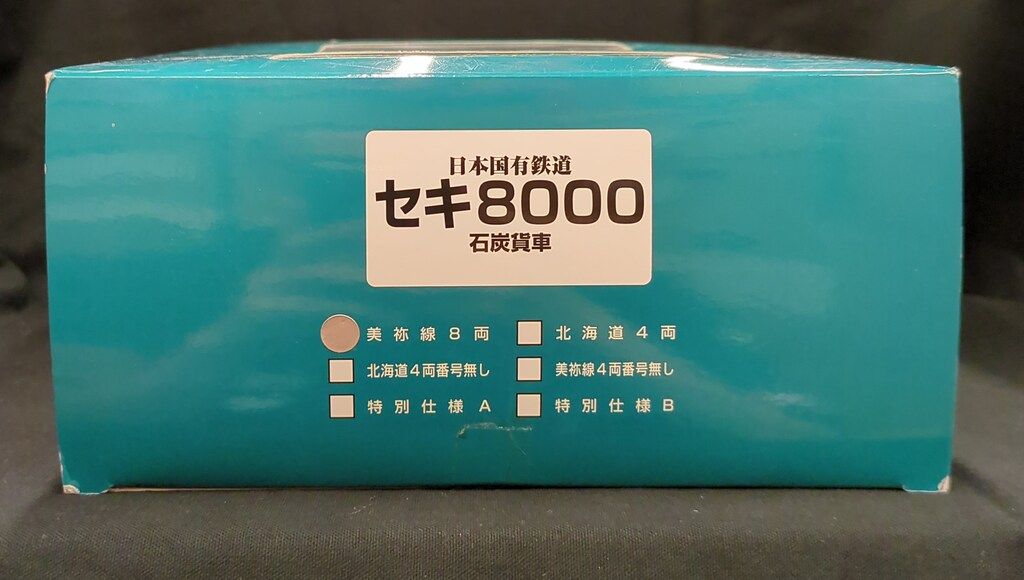 日本国有鉄道
セキ8000
石炭貨車
美祢線8両 北海道4両
北海道4両番号無し 美祢線4両番号無し
特別仕様A 特別仕様B